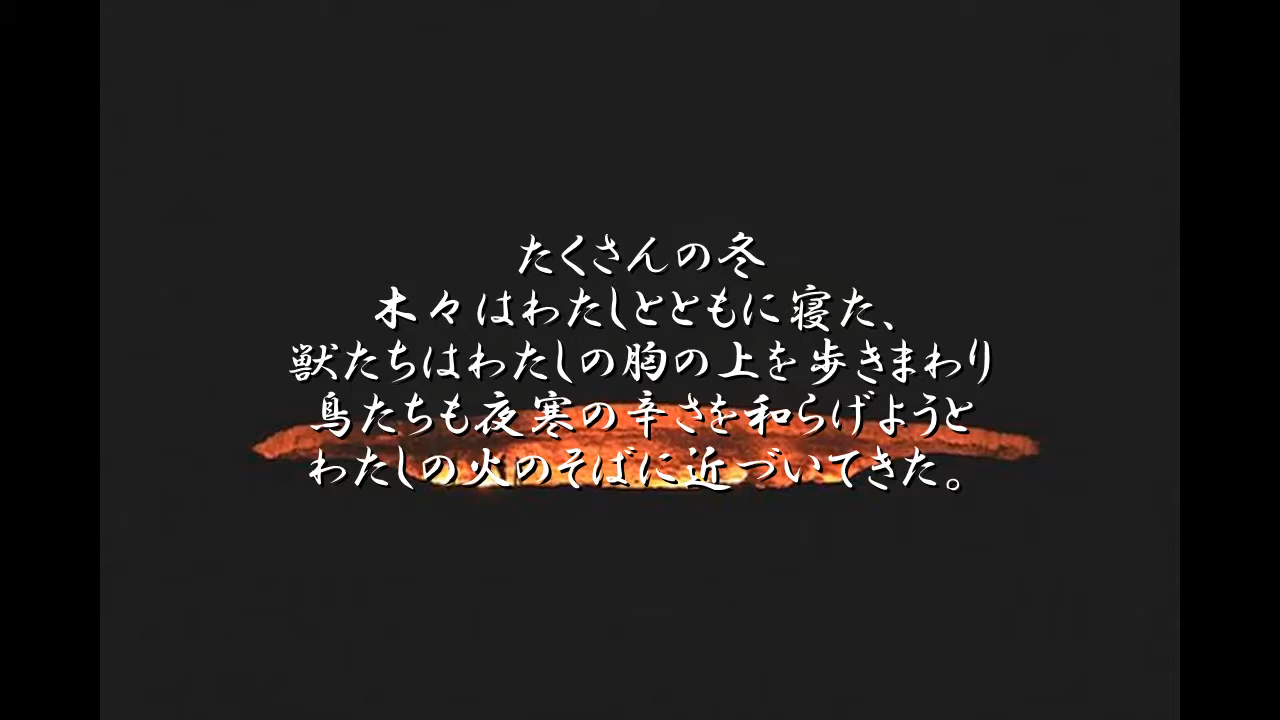 たくさんの冬
木々はわたしとともに寝た、
獣たちはわたしの胸の上を歩きまわり
鳥たちも夜寒の辛さを和らげようと
わたしの火のそばに近づいてきた。